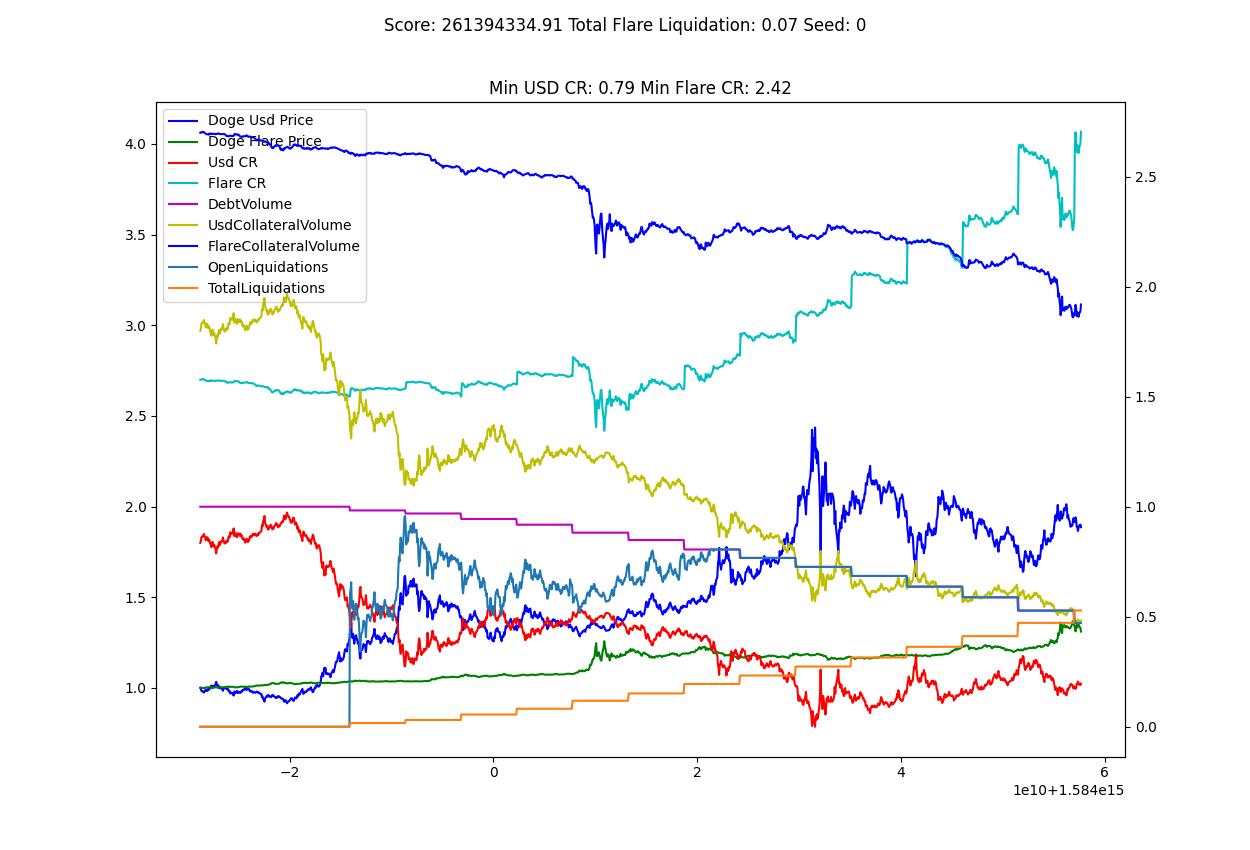 Score: 261394334.91 Total Flare Liquidation: 0.07 Seed: 0
Min USD CR: 0.79 Min Flare CR: 2.42
Doge Usd Price
Doge Flare Price
Usd CR
Flare CR
DebtVolume
UsdCollateralVolume
FlareCollateralVolume
OpenLiquidations
TotalLiquidations
4.0
3.5
3.0
2.5
2.0
1.5
1.0
2.5
2.0
1.5
1.0
0.5
0.0
−2 0 2 4 6
1e10+1.584e15